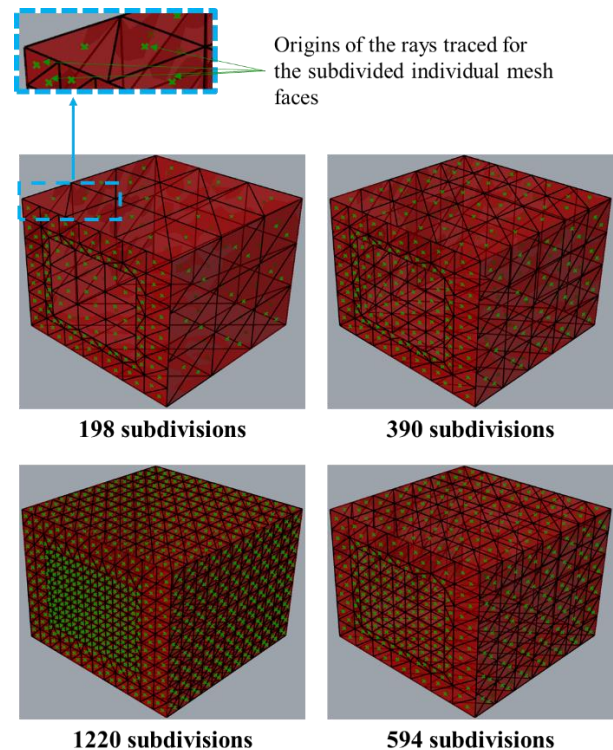 Origins of the rays traced for
the subdivided individual mesh
faces
198 subdivisions
390 subdivisions
1220 subdivisions
594 subdivisions